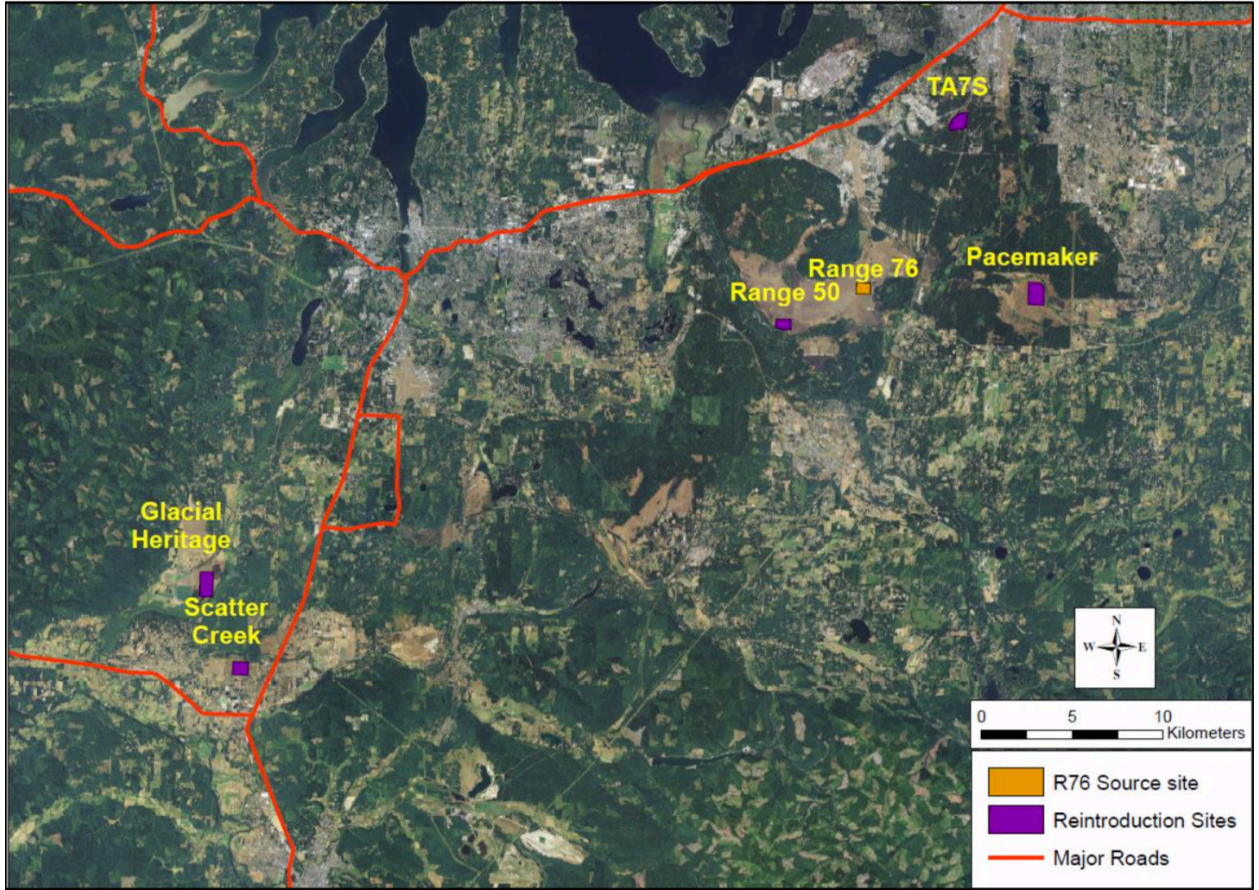 TA7S
Pacemaker
Range 76
Range 50
Glacial
Heritage
Scatter
Creek
N
W E
S
0 5 10
Kilometers
R76 Source site
Reintroduction Sites
Major Roads